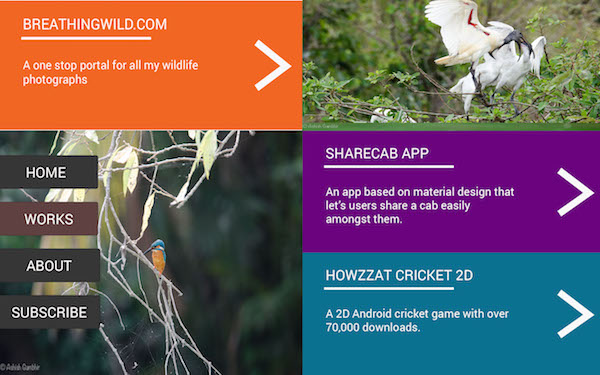 BREATHINGWILD.COM
A one stop portal for all my wildlife
photographs
HOME
WORKS
ABOUT
SUBSCRIBE
SHARECAB APP
An app based on material design that
let's users share a cab easily
amongst them.
HOWZZAT CRICKET 2D
A 2D Android cricket game with over
70,000 downloads.